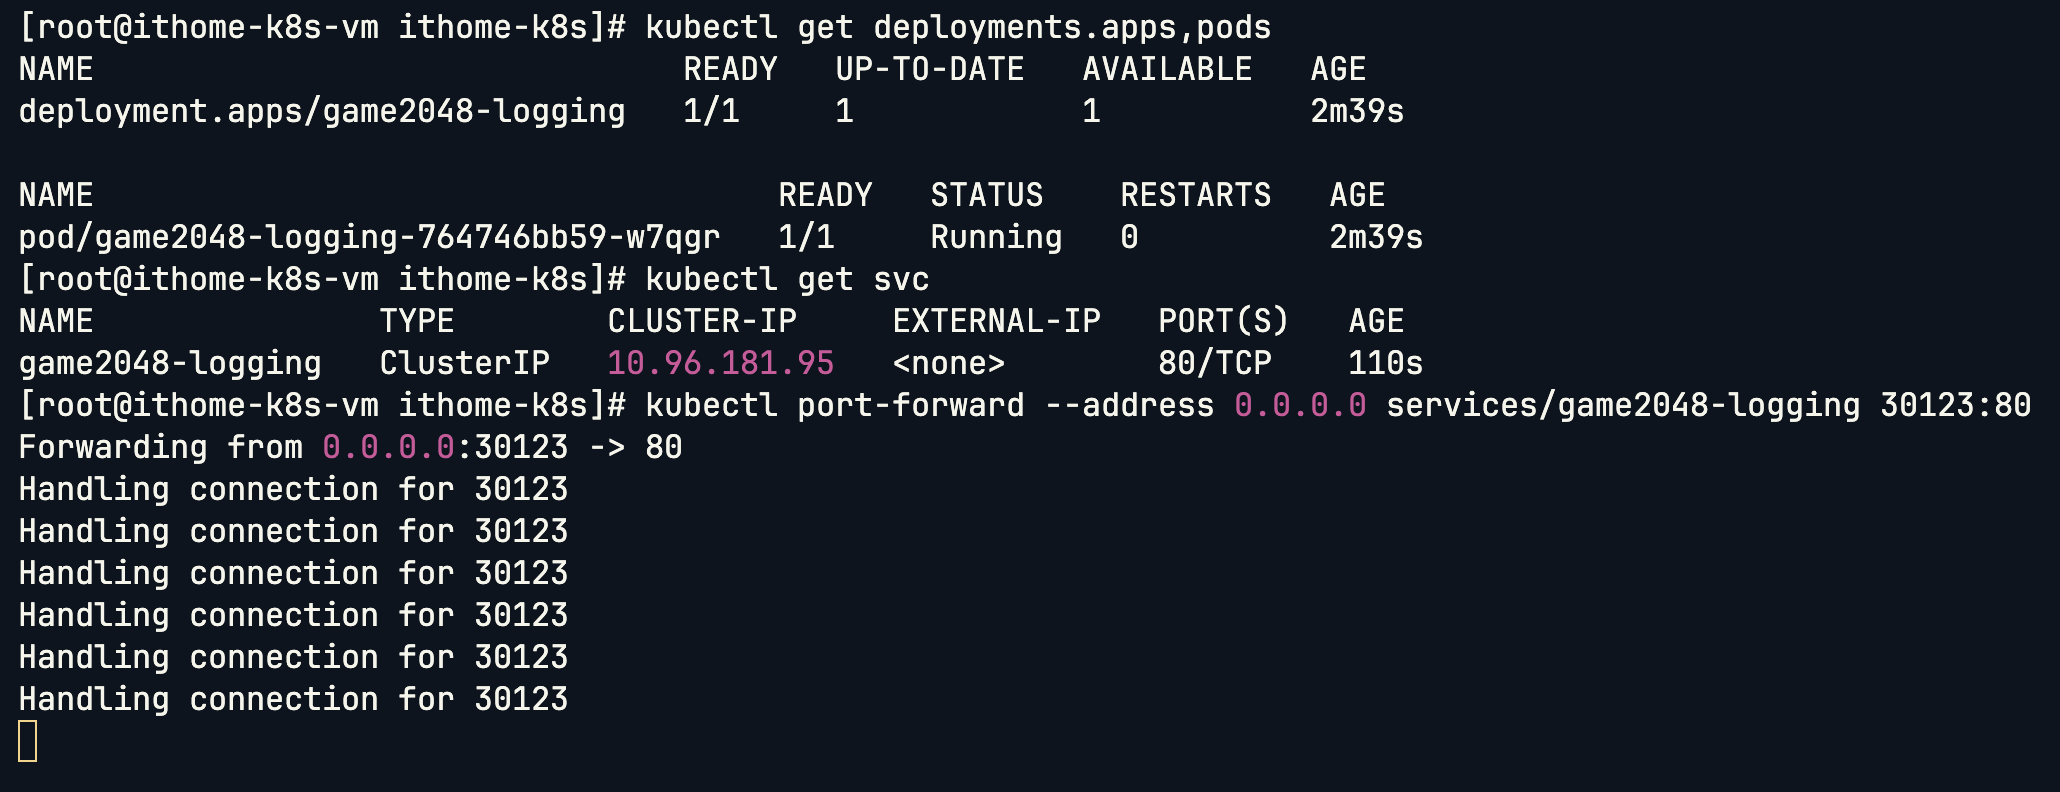 [root@ithome-k8s-vm ithome-k8s]# kubectl get deployments.apps,pods
NAME                               READY   UP-TO-DATE   AVAILABLE   AGE
deployment.apps/game2048-logging   1/1     1            1           2m39s

NAME                                    READY   STATUS    RESTARTS   AGE
pod/game2048-logging-764746bb59-w7qgr   1/1     Running   0          2m39s
[root@ithome-k8s-vm ithome-k8s]# kubectl get svc
NAME               TYPE        CLUSTER-IP     EXTERNAL-IP   PORT(S)   AGE
game2048-logging   ClusterIP   10.96.181.95   <none>        80/TCP    110s
[root@ithome-k8s-vm ithome-k8s]# kubectl port-forward --address 0.0.0.0 services/game2048-logging 30123:80
Forwarding from 0.0.0.0:30123 -> 80
Handling connection for 30123
Handling connection for 30123
Handling connection for 30123
Handling connection for 30123
Handling connection for 30123
Handling connection for 30123